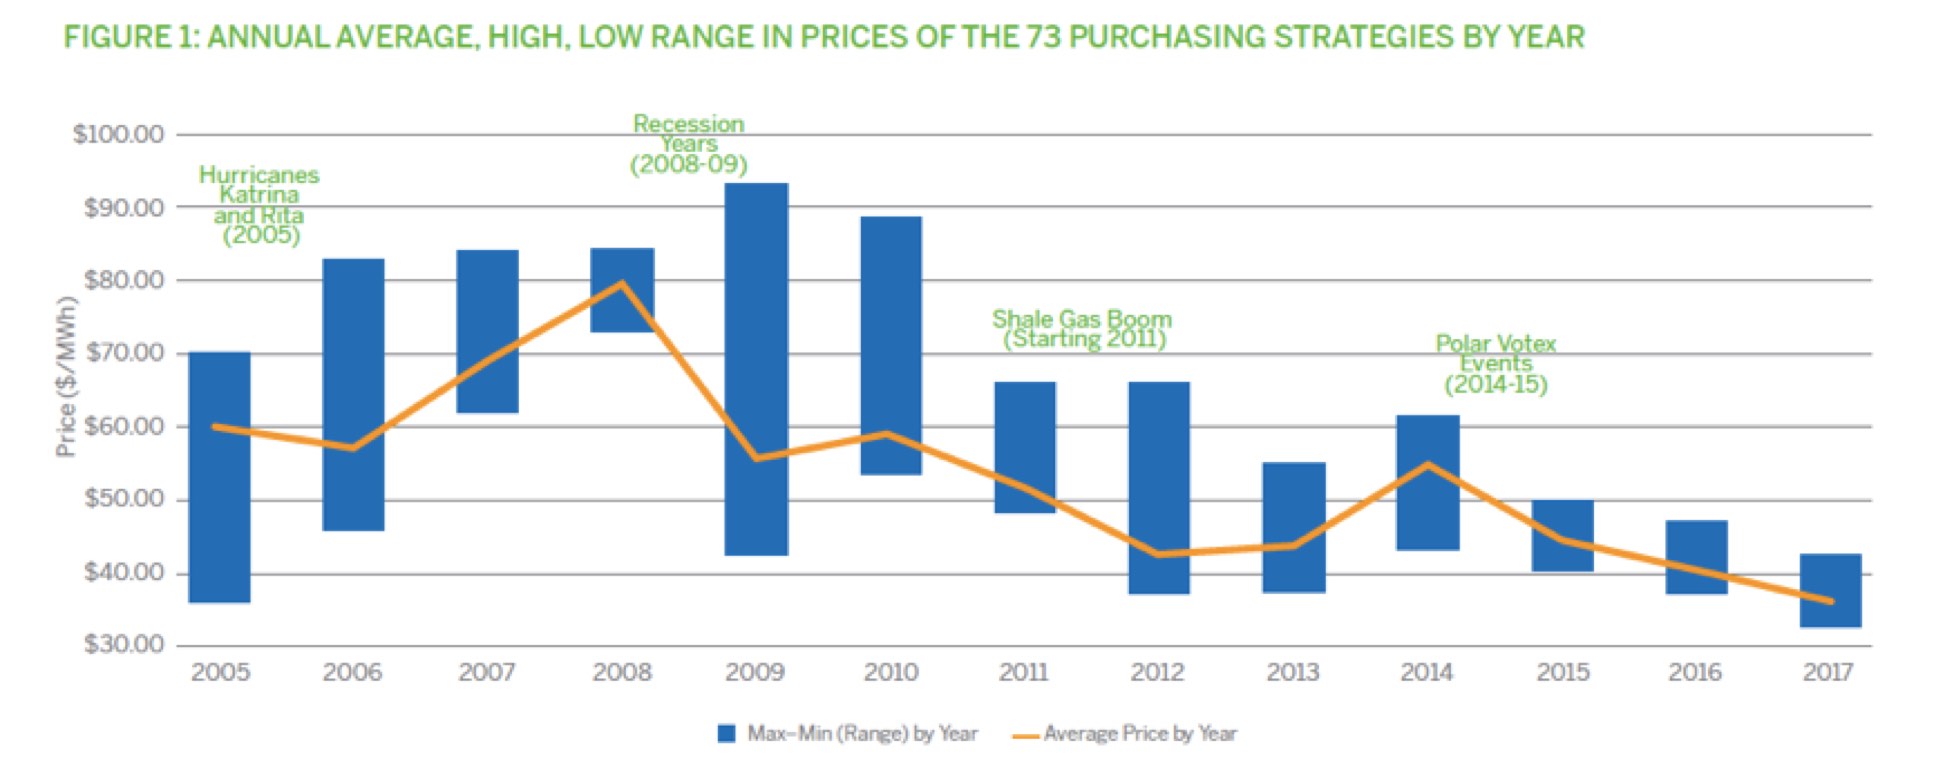 FIGURE 1: ANNUAL AVERAGE, HIGH, LOW RANGE IN PRICES OF THE 73 PURCHASING STRATEGIES BY YEAR
Recession
Years
(2008-09)
Hurricanes
Katrina
and Rita
(2005)
Shale Gas Boom
(Starting 2011)
Polar Votex
Events
(2014-15)
Price ($/MWh)
$100.00
$90.00
$80.00
$70.00
$60.00
$50.00
$40.00
$30.00
2005 2006 2007 2008 2009 2010 2011 2012 2013 2014 2015 2016 2017
Max–Min (Range) by Year Average Price by Year